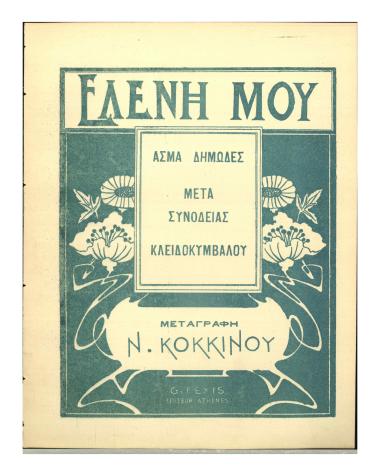 ΕΛΕΝΗ ΜΟΥ
ΑΣΜΑ ΔΗΜΩΔΕΣ
ΜΕΤΑ
ΣΥΝΟΔΕΙΑΣ
ΚΛΕΙΔΟΚΥΜΒΑΛΟΥ
ΜΕΤΑΓΡΑΦΗ
Ν. ΚΟΚΚΙΝΟΥ
G. FEXIS
EDITEUR ATHENES